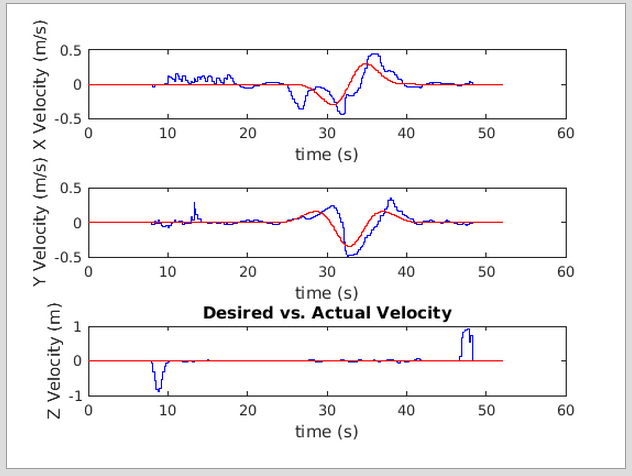 X Velocity (m/s)
0.5
0
-0.5
0 10 20 30 40 50 60
time (s)
Y Velocity (m/s)
0.5
0
-0.5
0 10 20 30 40 50 60
time (s)
Desired vs. Actual Velocity
Z Velocity (m)
1
0
-1
0 10 20 30 40 50 60
time (s)